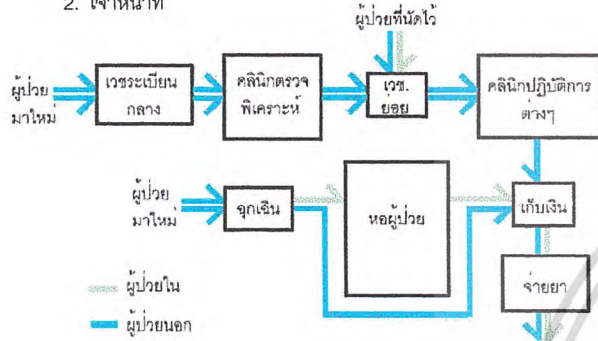 2. เจ้าหน้าที่
ผู้ป่วยที่นัดไว้
ผู้ป่วย
มาใหม่
เวชระเบียน
กลาง
คลินิกตรวจ
พิเคราะห์
เวช.
ย่อย
คลินิกปฏิบัติการ
ต่างๆ
ผู้ป่วย
มาใหม่
ฉุกเฉิน
หอผู้ป่วย
เก็บเงิน
จ่ายยา
ผู้ป่วยใน
ผู้ป่วยนอก